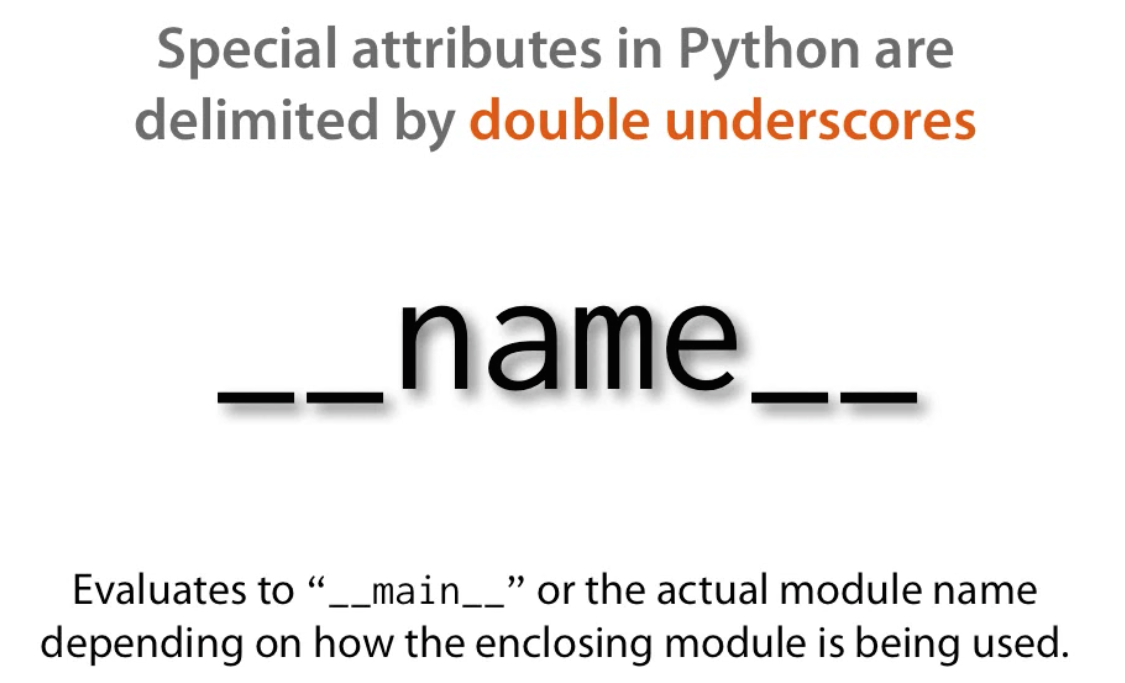 Special attributes in Python are
delimited by double underscores
__name__
Evaluates to “__main__” or the actual module name
depending on how the enclosing module is being used.